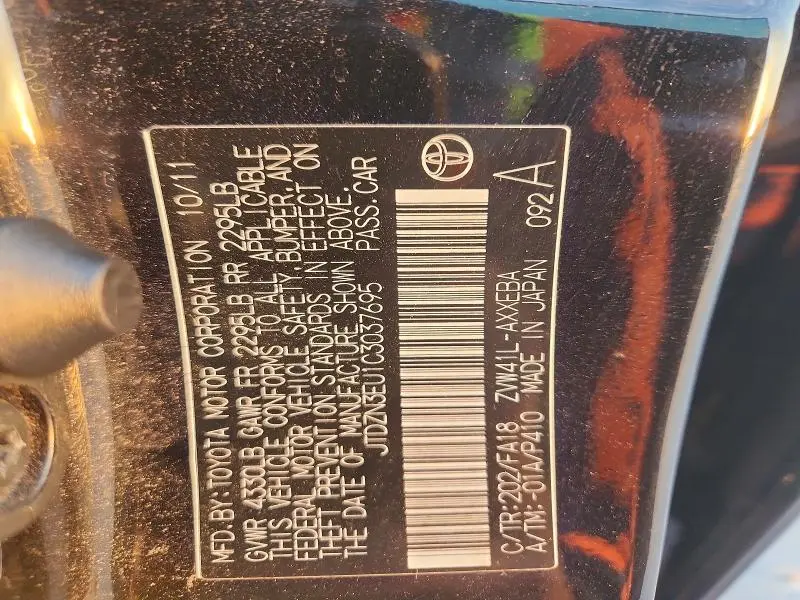 MFD.BY:TOYOTA MOTOR CORPORATION 10/11
GVWR 4330LB GAWR FR 2295LB RR 2295LB
THIS VEHICLE CONFORMS TO ALL APPLICABLE
FEDERAL MOTOR VEHICLE SAFETY, BUMPER, AND
THEFT PREVENTION STANDARDS IN EFFECT ON
THE DATE OF MANUFACTURE SHOWN ABOVE.
JTDZN3EU1C3037695 PASS.CAR
C/TR:202/FA18 ZVW41L-AXXEBA
A/TM:-01A/P410 MADE IN JAPAN 092 A